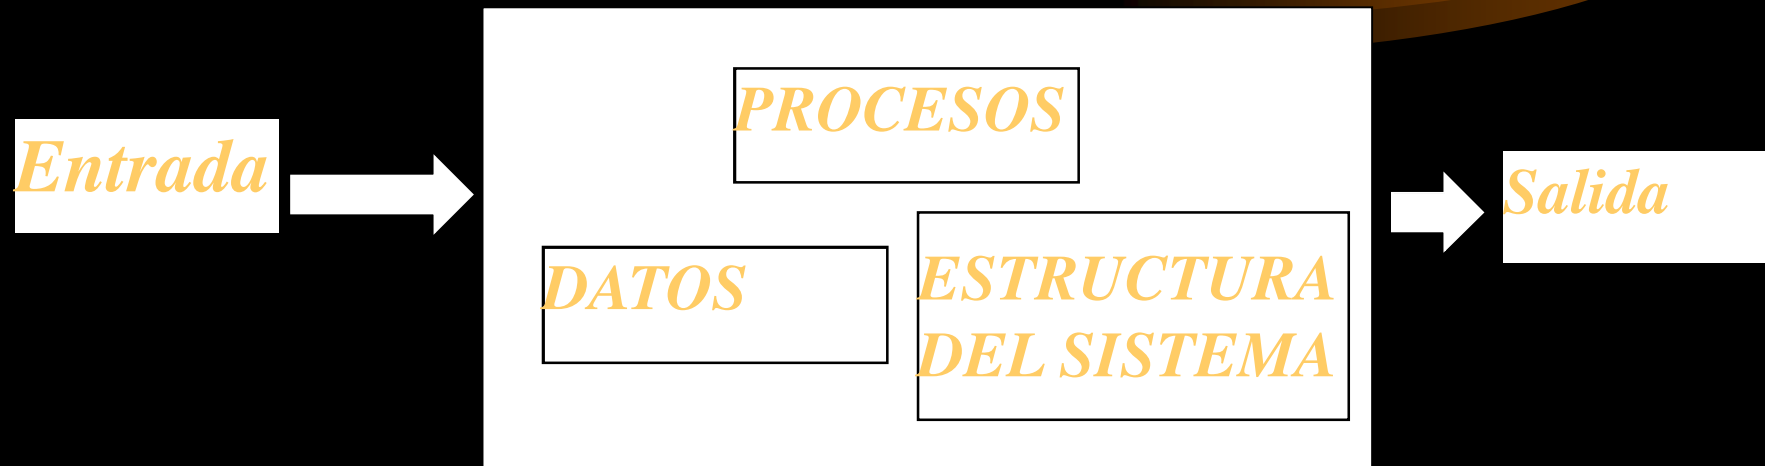 Entrada
PROCESOS
DATOS
ESTRUCTURA
DEL SISTEMA
Salida